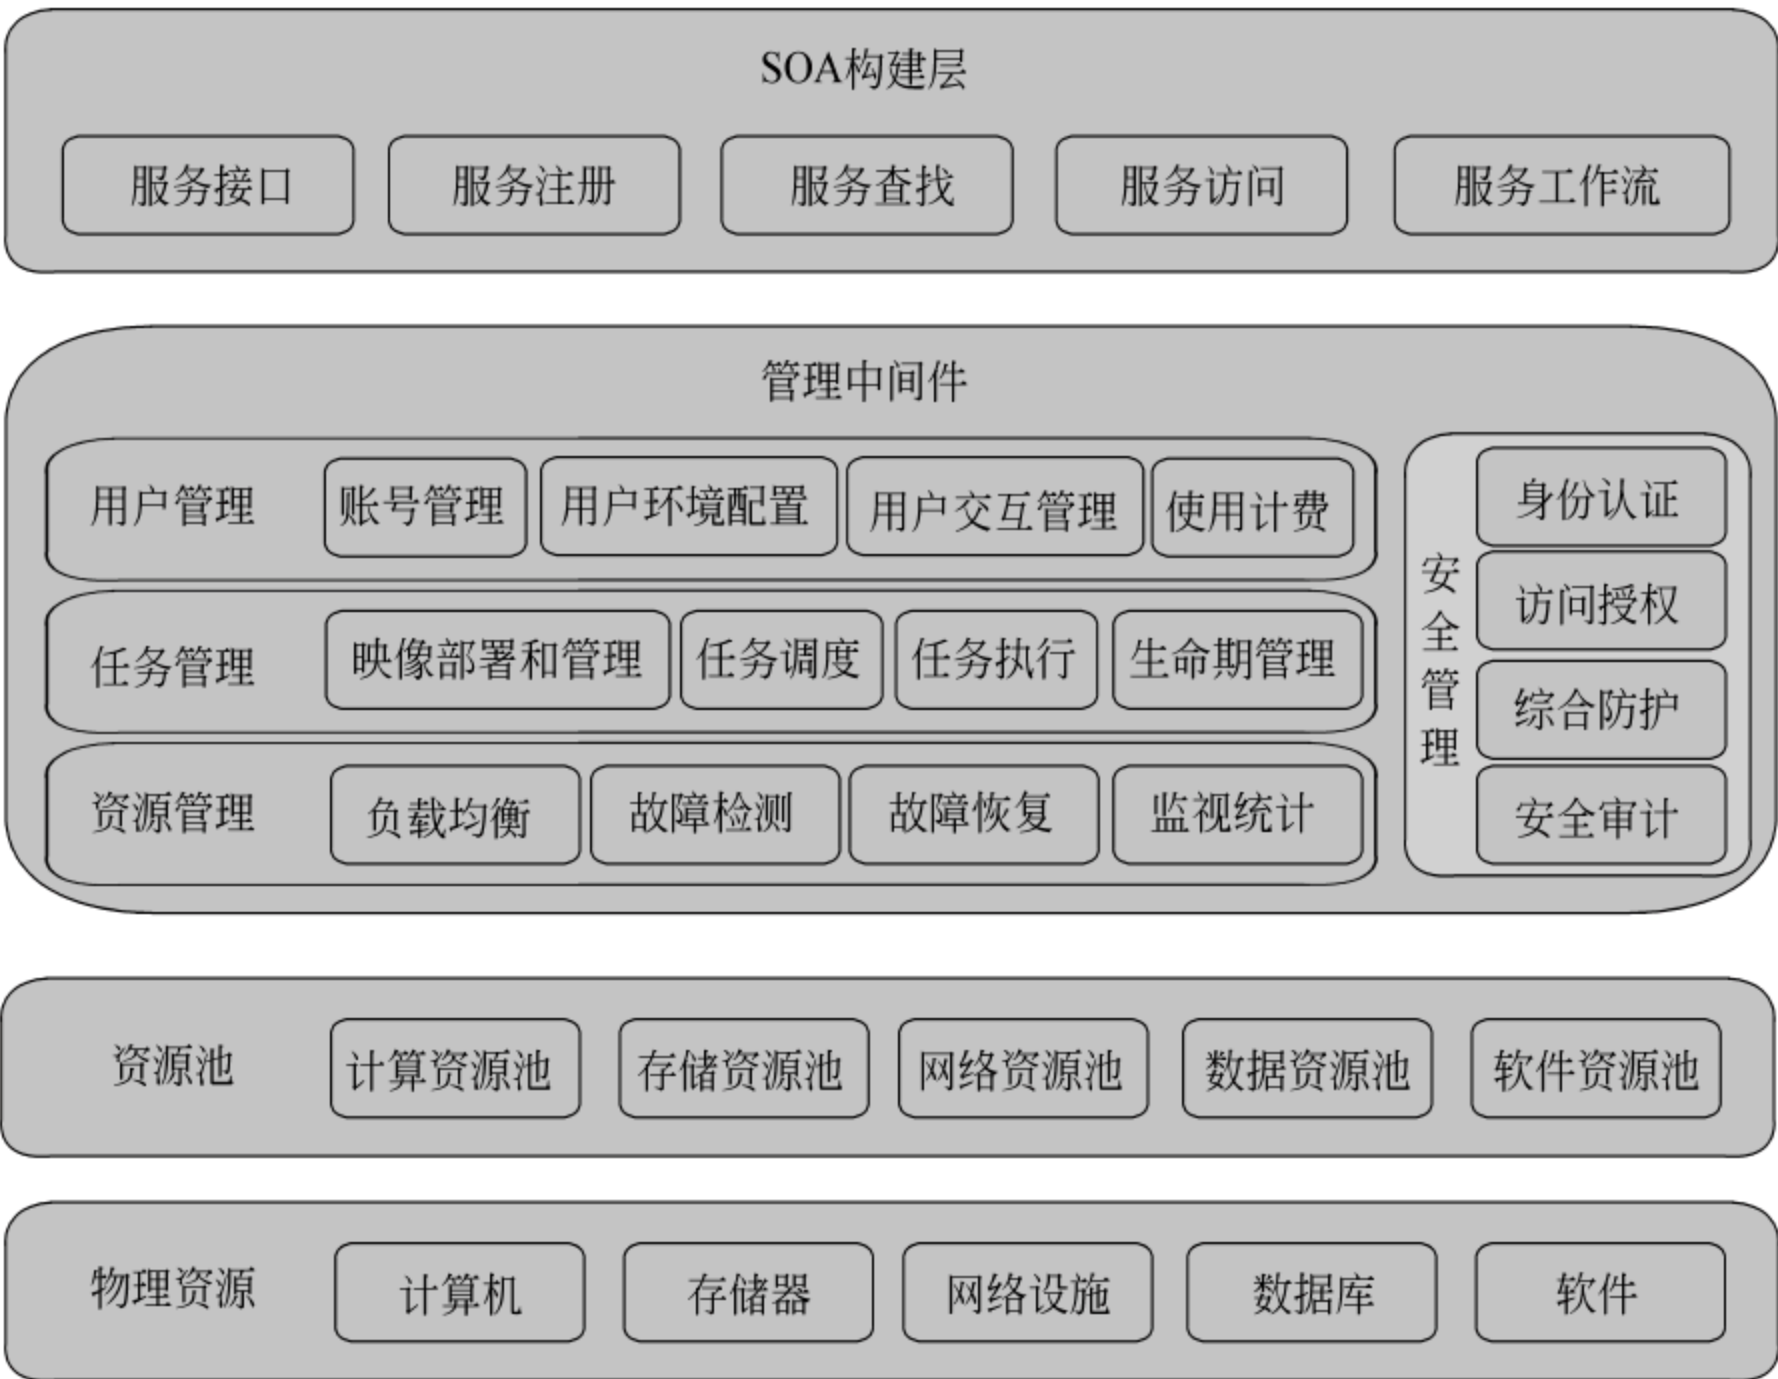 SOA构建层
服务接口 服务注册 服务查找 服务访问 服务工作流
管理中间件
用户管理 账号管理 用户环境配置 用户交互管理 使用计费
任务管理 映像部署和管理 任务调度 任务执行 生命期管理
资源管理 负载均衡 故障检测 故障恢复 监视统计
安全管理
身份认证
访问授权
综合防护
安全审计
资源池 计算资源池 存储资源池 网络资源池 数据资源池 软件资源池
物理资源 计算机 存储器 网络设施 数据库 软件